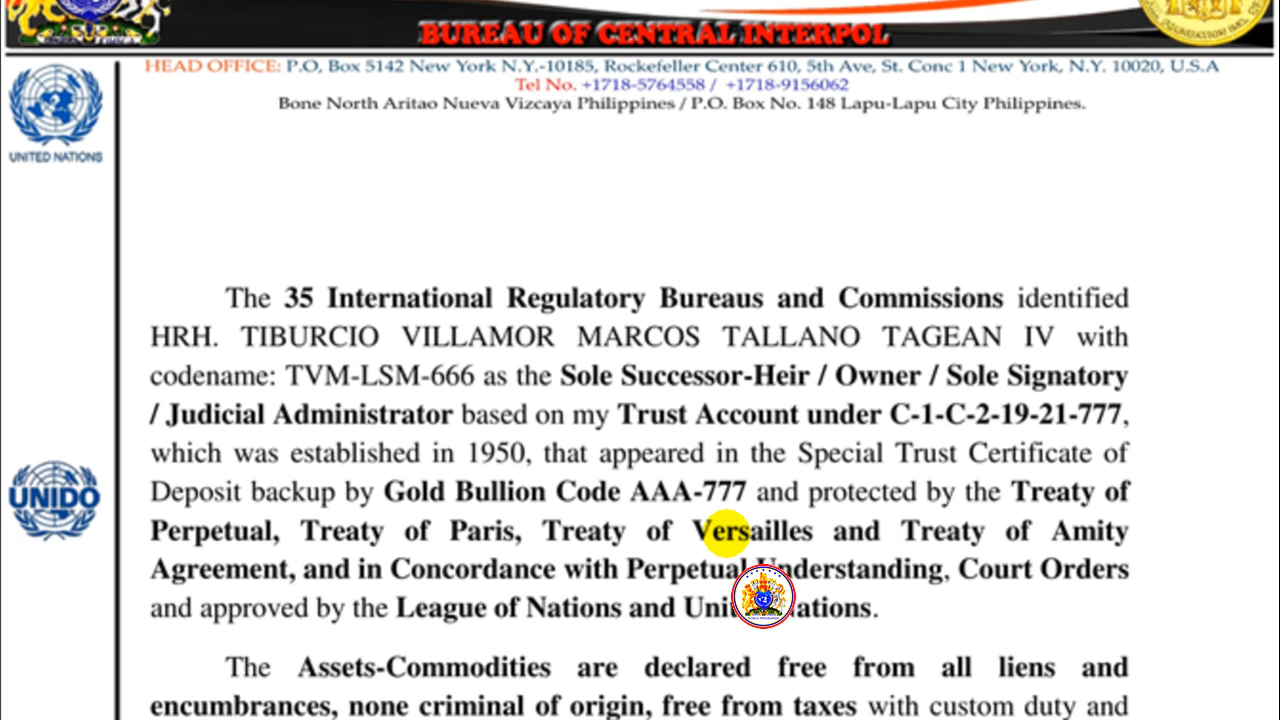 BUREAU OF CENTRAL INTERPOL
HEAD OFFICE: P.O, Box 5142 New York N.Y.-10185, Rockefeller Center 610, 5th Ave, St. Conc 1 New York, N.Y. 10020, U.S.A
Tel No. +1718-5764558 / +1718-9156062
Bone North Aritao Nueva Vizcaya Philippines / P.O. Box No. 148 Lapu-Lapu City Philippines.
UNITED NATIONS
The 35 International Regulatory Bureaus and Commissions identified
HRH. TIBURCIO VILLAMOR MARCOS TALLANO TAGEAN IV with
codename: TVM-LSM-666 as the Sole Successor-Heir / Owner / Sole Signatory
/ Judicial Administrator based on my Trust Account under C-1-C-2-19-21-777,
which was established in 1950, that appeared in the Special Trust Certificate of
UNIDO
Deposit backup by Gold Bullion Code AAA-777 and protected by the Treaty of
Perpetual, Treaty of Paris, Treaty of Versailles and Treaty of Amity
Agreement, and in Concordance with Perpetual Understanding, Court Orders
and approved by the League of Nations and United Nations.
The Assets-Commodities are declared free from all liens and
encumbrances, none criminal of origin, free from taxes with custom duty and